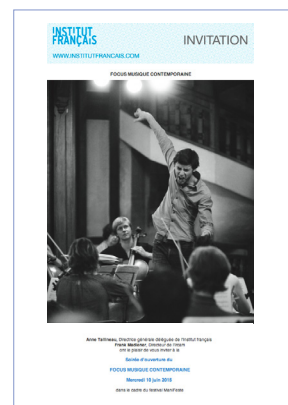 INSTITUT
FRANÇAIS
INVITATION
WWW.INSTITUTFRANCAIS.COM
FOCUS MUSIQUE CONTEMPORAINE
Anne Tallineau, Directrice générale déléguée de l'Institut français
Frank Madlener, Directeur de l'Ircam
ont le plaisir de vous inviter à la
Soirée d'ouverture du
FOCUS MUSIQUE CONTEMPORAINE
Mercredi 10 juin 2015
dans le cadre du festival ManiFeste